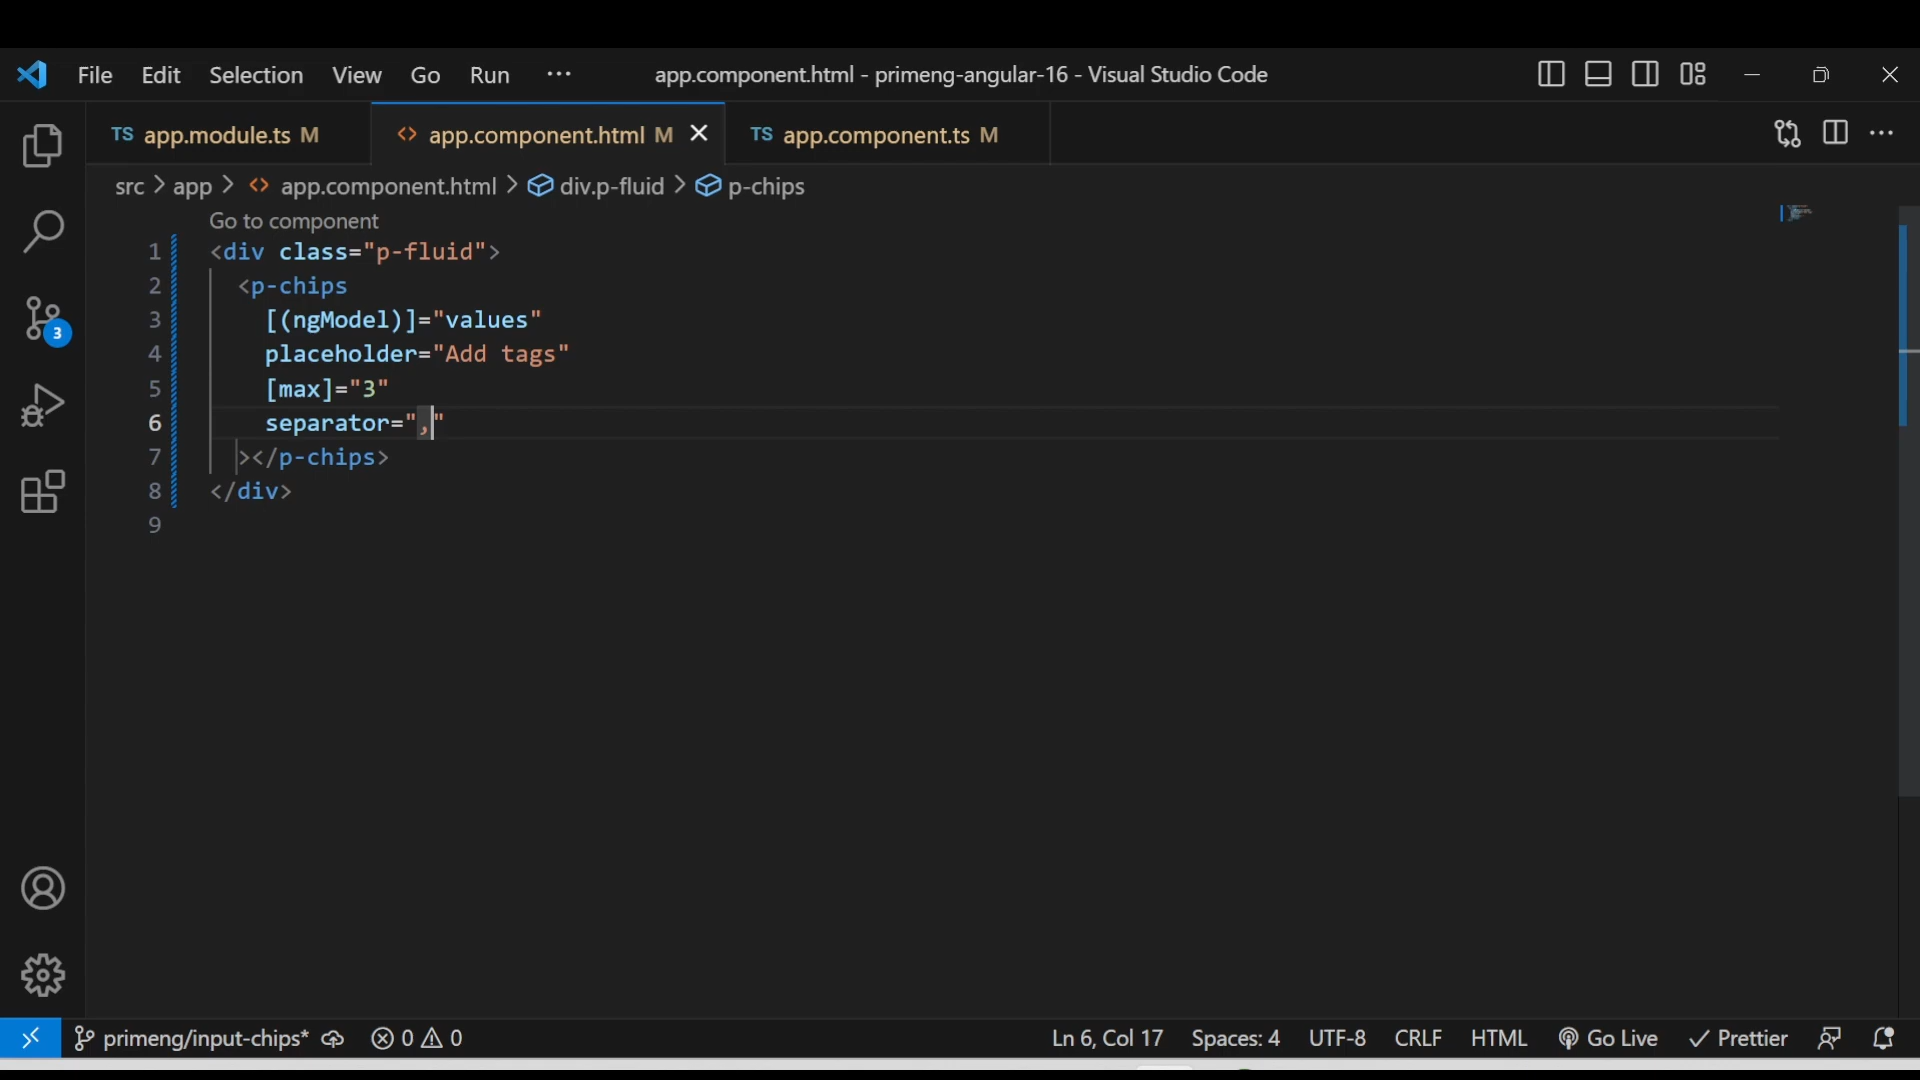 File Edit Selection View Go Run ··· app.component.html - primeng-angular-16 - Visual Studio Code
TS app.module.ts M <> app.component.html M TS app.component.ts M ···
src > app > <> app.component.html > div.p-fluid > p-chips
Go to component
1 <div class="p-fluid">
2 <p-chips
3 [(ngModel)]="values"
4 placeholder="Add tags"
5 [max]="3"
6 separator=","
7 ></p-chips>
8 </div>
9
3
primeng/input-chips* 0 0 Ln 6, Col 17 Spaces: 4 UTF-8 CRLF HTML Go Live Prettier